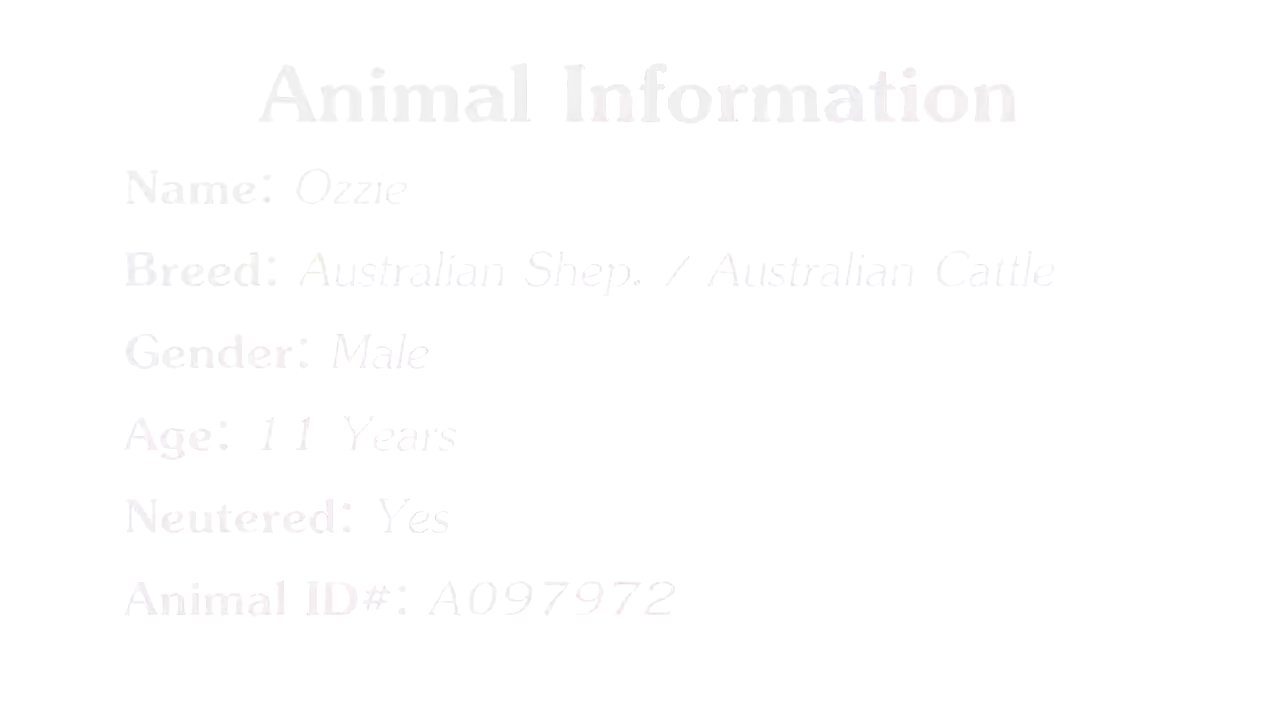 Animal Information
Name: Ozzie
Breed: Australian Shep. / Australian Cattle
Gender: Male
Age: 11 Years
Neutered: Yes
Animal ID#: A097972